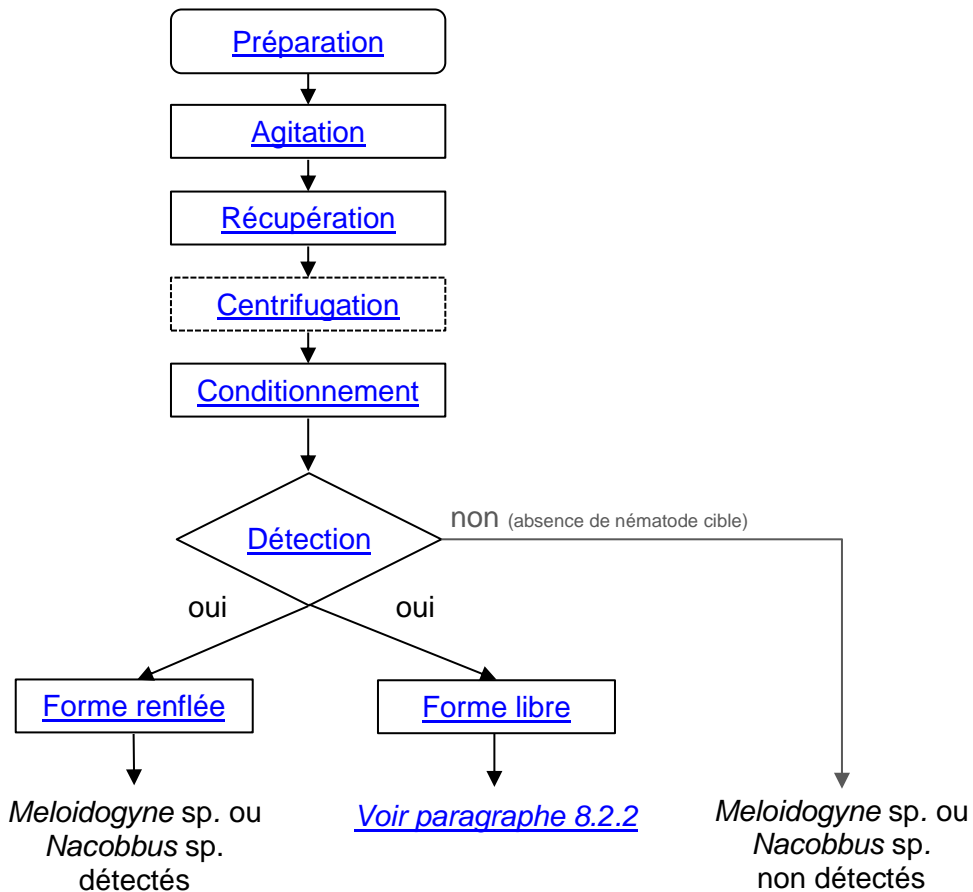 Préparation
Agitation
Récupération
Centrifugation
Conditionnement
non (absence de nématode cible)
Détection
oui
oui
Forme renflée
Forme libre
Meloidogyne sp. ou
Nacobbus sp.
détectés
Voir paragraphe 8.2.2
Meloidogyne sp. ou
Nacobbus sp.
non détectés